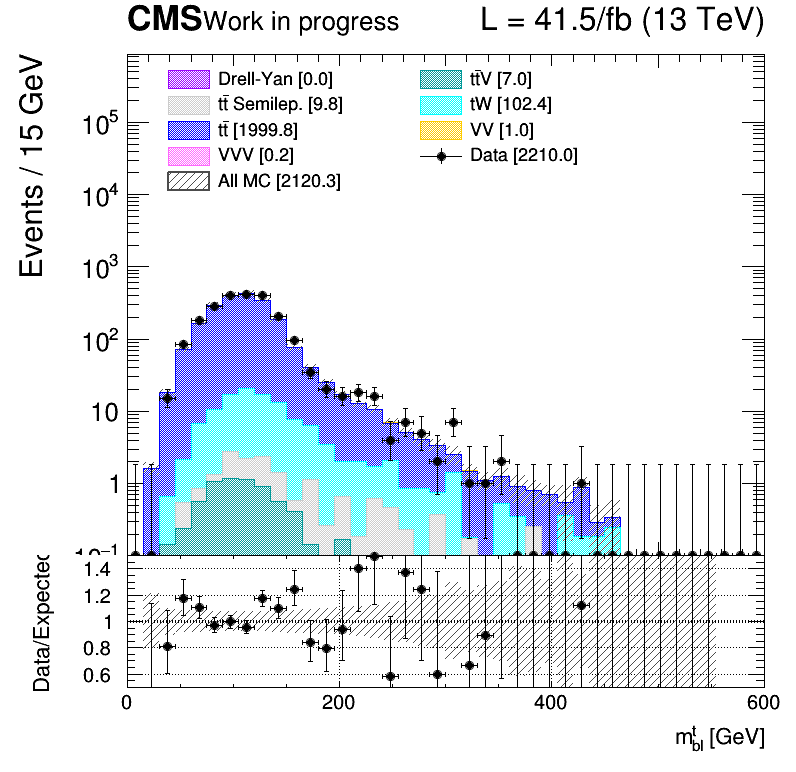 CMS Work in progress L = 41.5/fb (13 TeV)
Events / 15 GeV
Drell-Yan [0.0]
tt̄ Semilep. [9.8]
tt̄ [1999.8]
VVV [0.2]
All MC [2120.3]
tt̄V [7.0]
tW [102.4]
VV [1.0]
Data [2210.0]
10⁵
10⁴
10³
10²
10
1
10⁻¹
Data/Expected
1.4
1.2
1
0.8
0.6
0 200 400 600
mᵗbl [GeV]